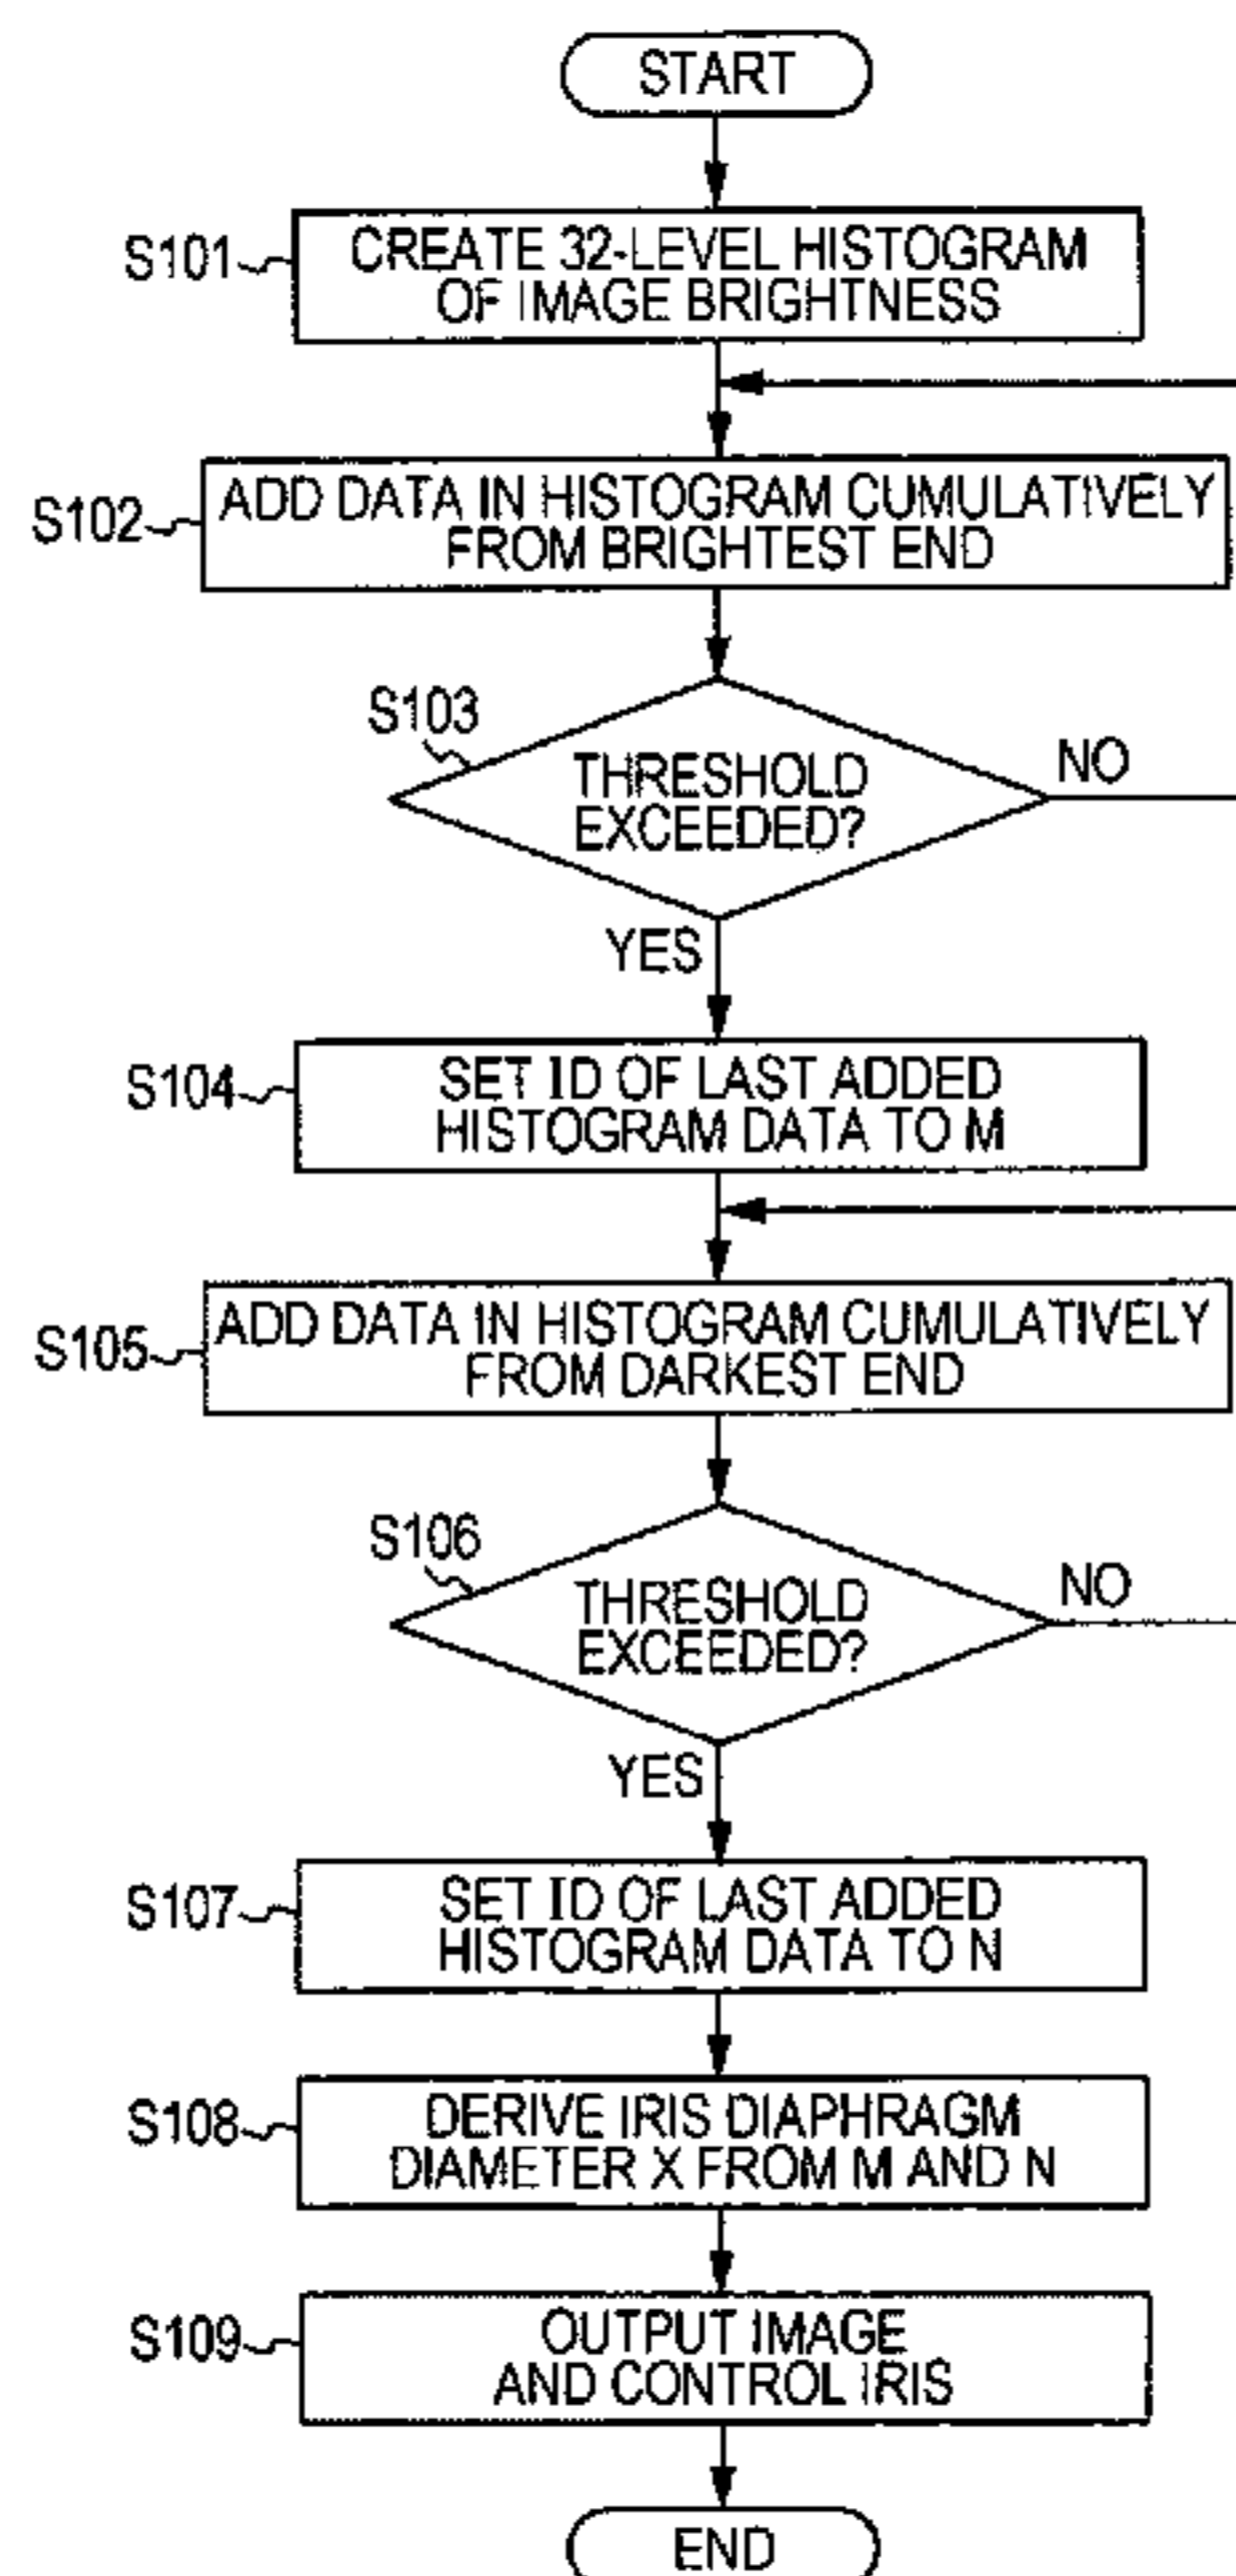 START
S101
CREATE 32-LEVEL HISTOGRAM
OF IMAGE BRIGHTNESS
S102
ADD DATA IN HISTOGRAM CUMULATIVELY
FROM BRIGHTEST END
S103
THRESHOLD
EXCEEDED?
NO
YES
S104
SET ID OF LAST ADDED
HISTOGRAM DATA TO M
S105
ADD DATA IN HISTOGRAM CUMULATIVELY
FROM DARKEST END
S106
THRESHOLD
EXCEEDED?
NO
YES
S107
SET ID OF LAST ADDED
HISTOGRAM DATA TO N
S108
DERIVE IRIS DIAPHRAGM
DIAMETER X FROM M AND N
S109
OUTPUT IMAGE
AND CONTROL IRIS
END